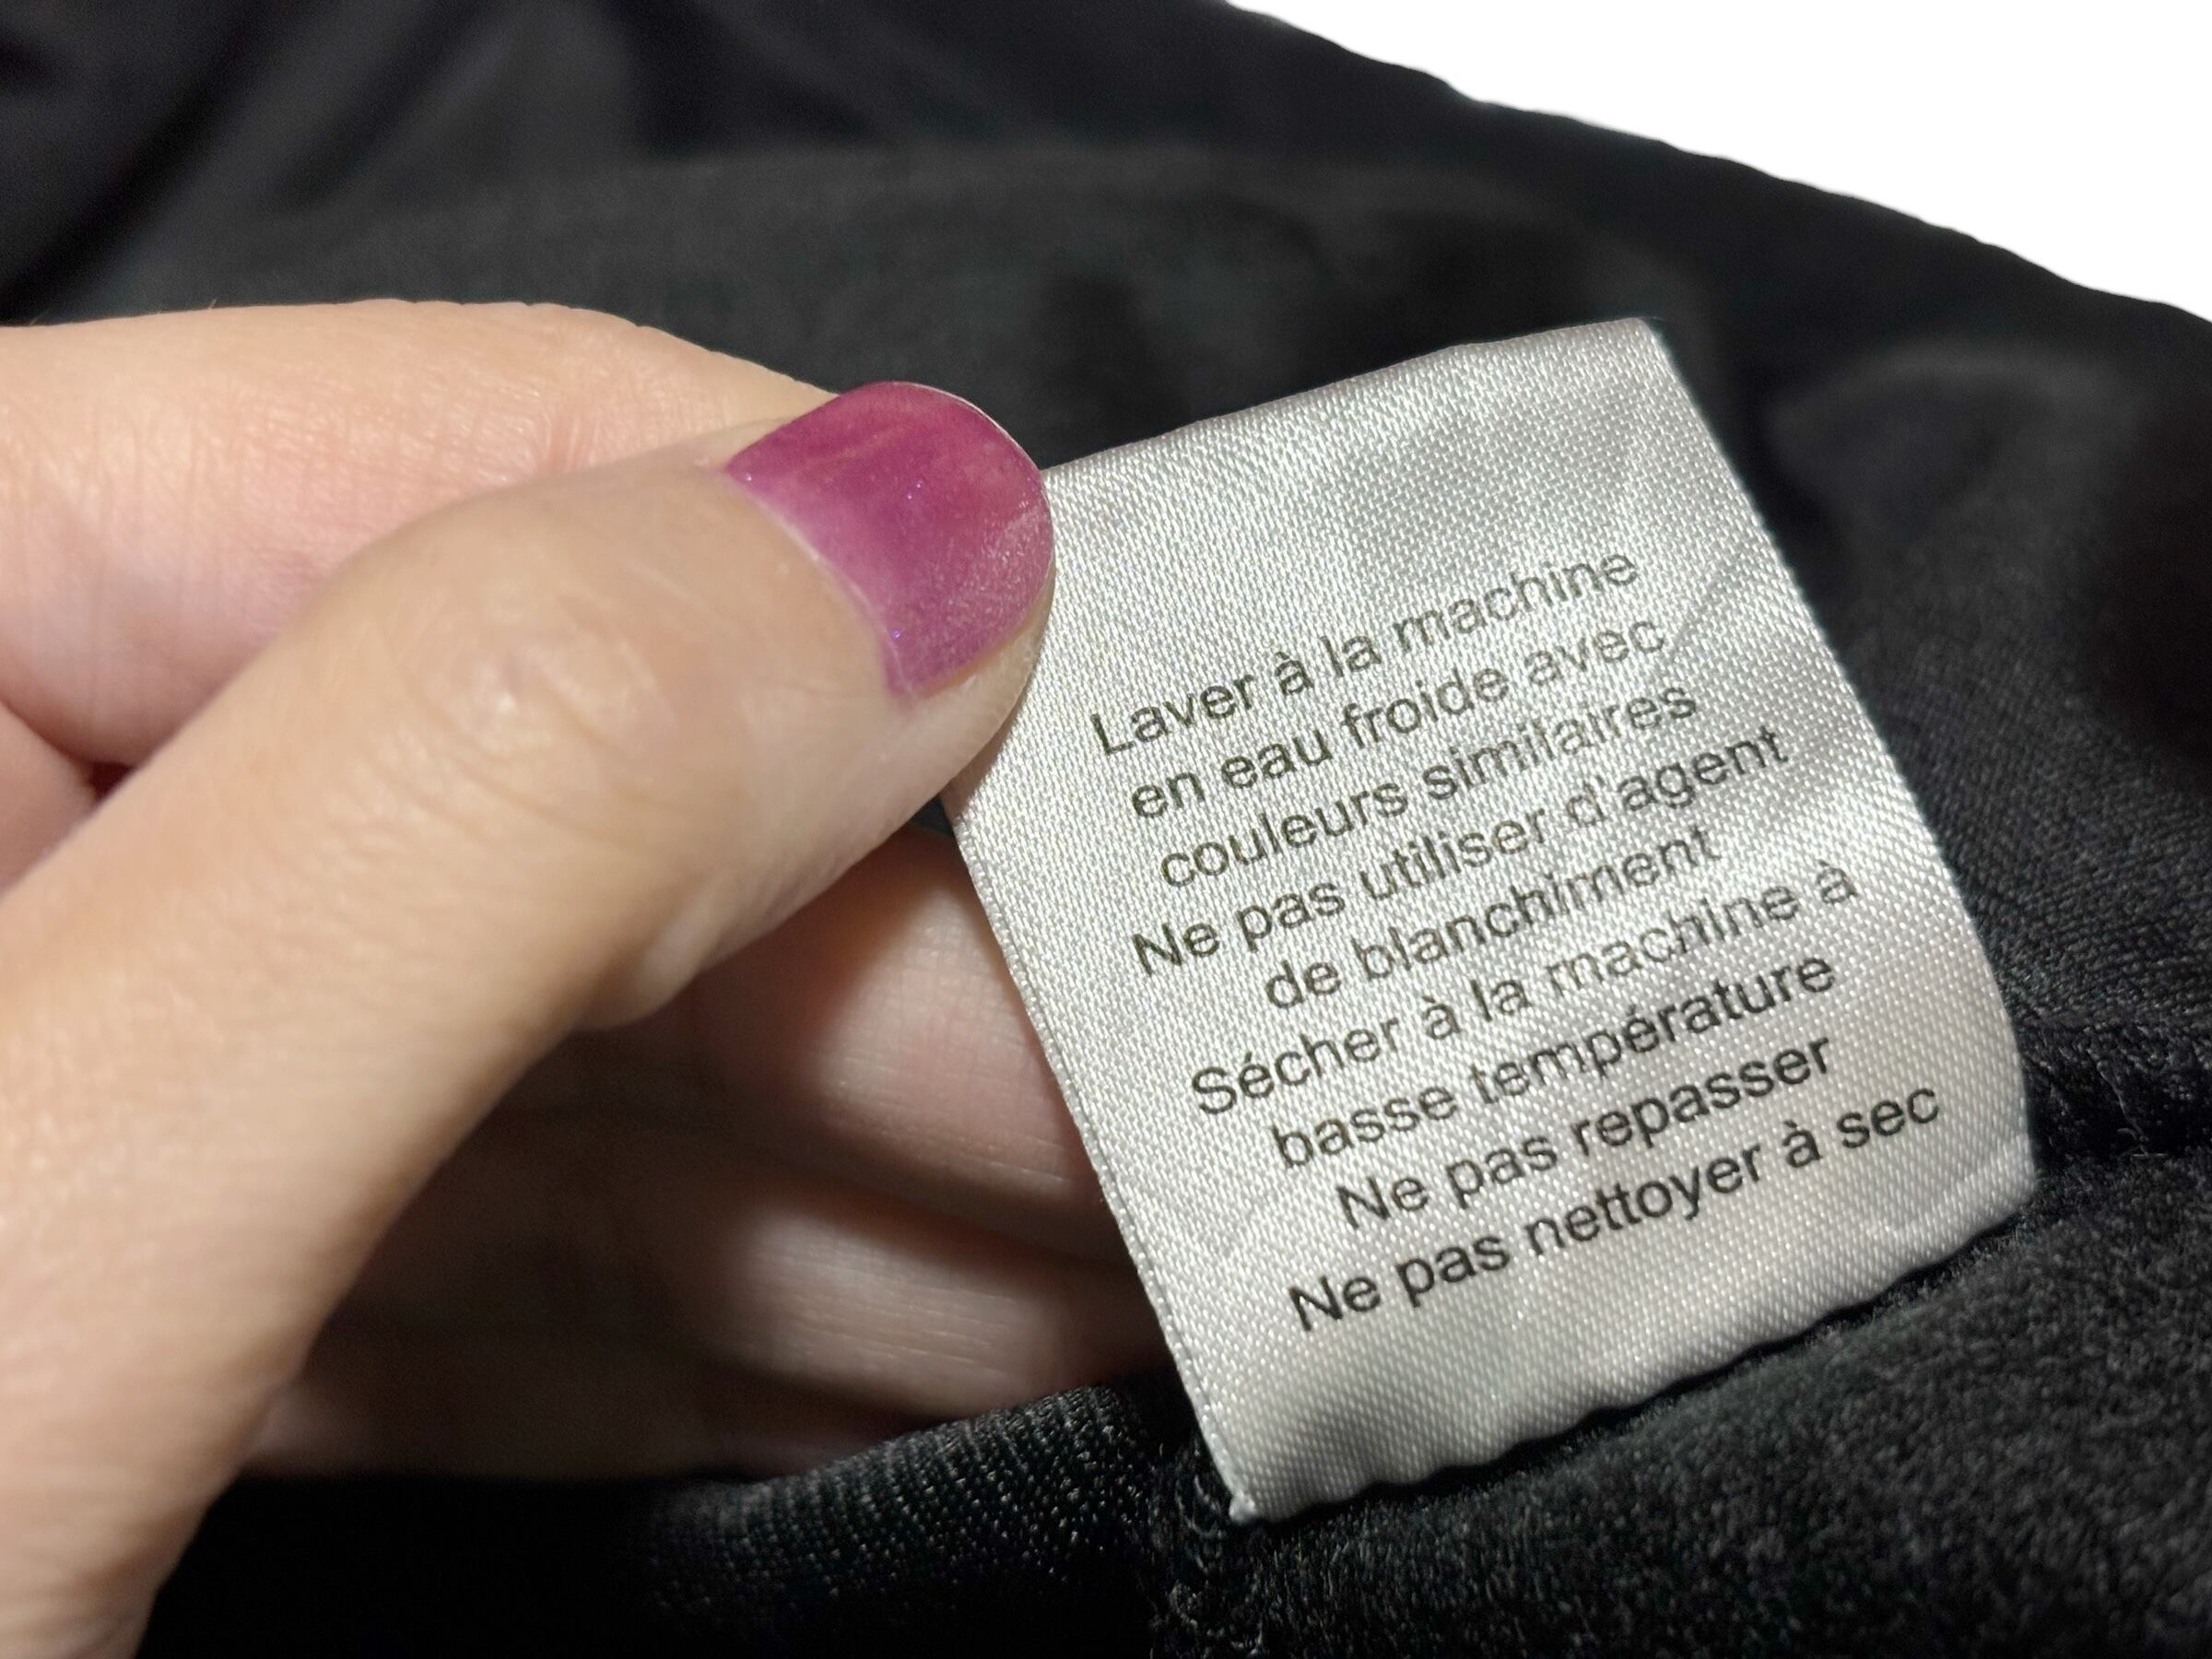 Laver à la machine
en eau froide avec
couleurs similaires
Ne pas utiliser d'agent
de blanchiment
Sécher à la machine à
basse température
Ne pas repasser
Ne pas nettoyer à sec